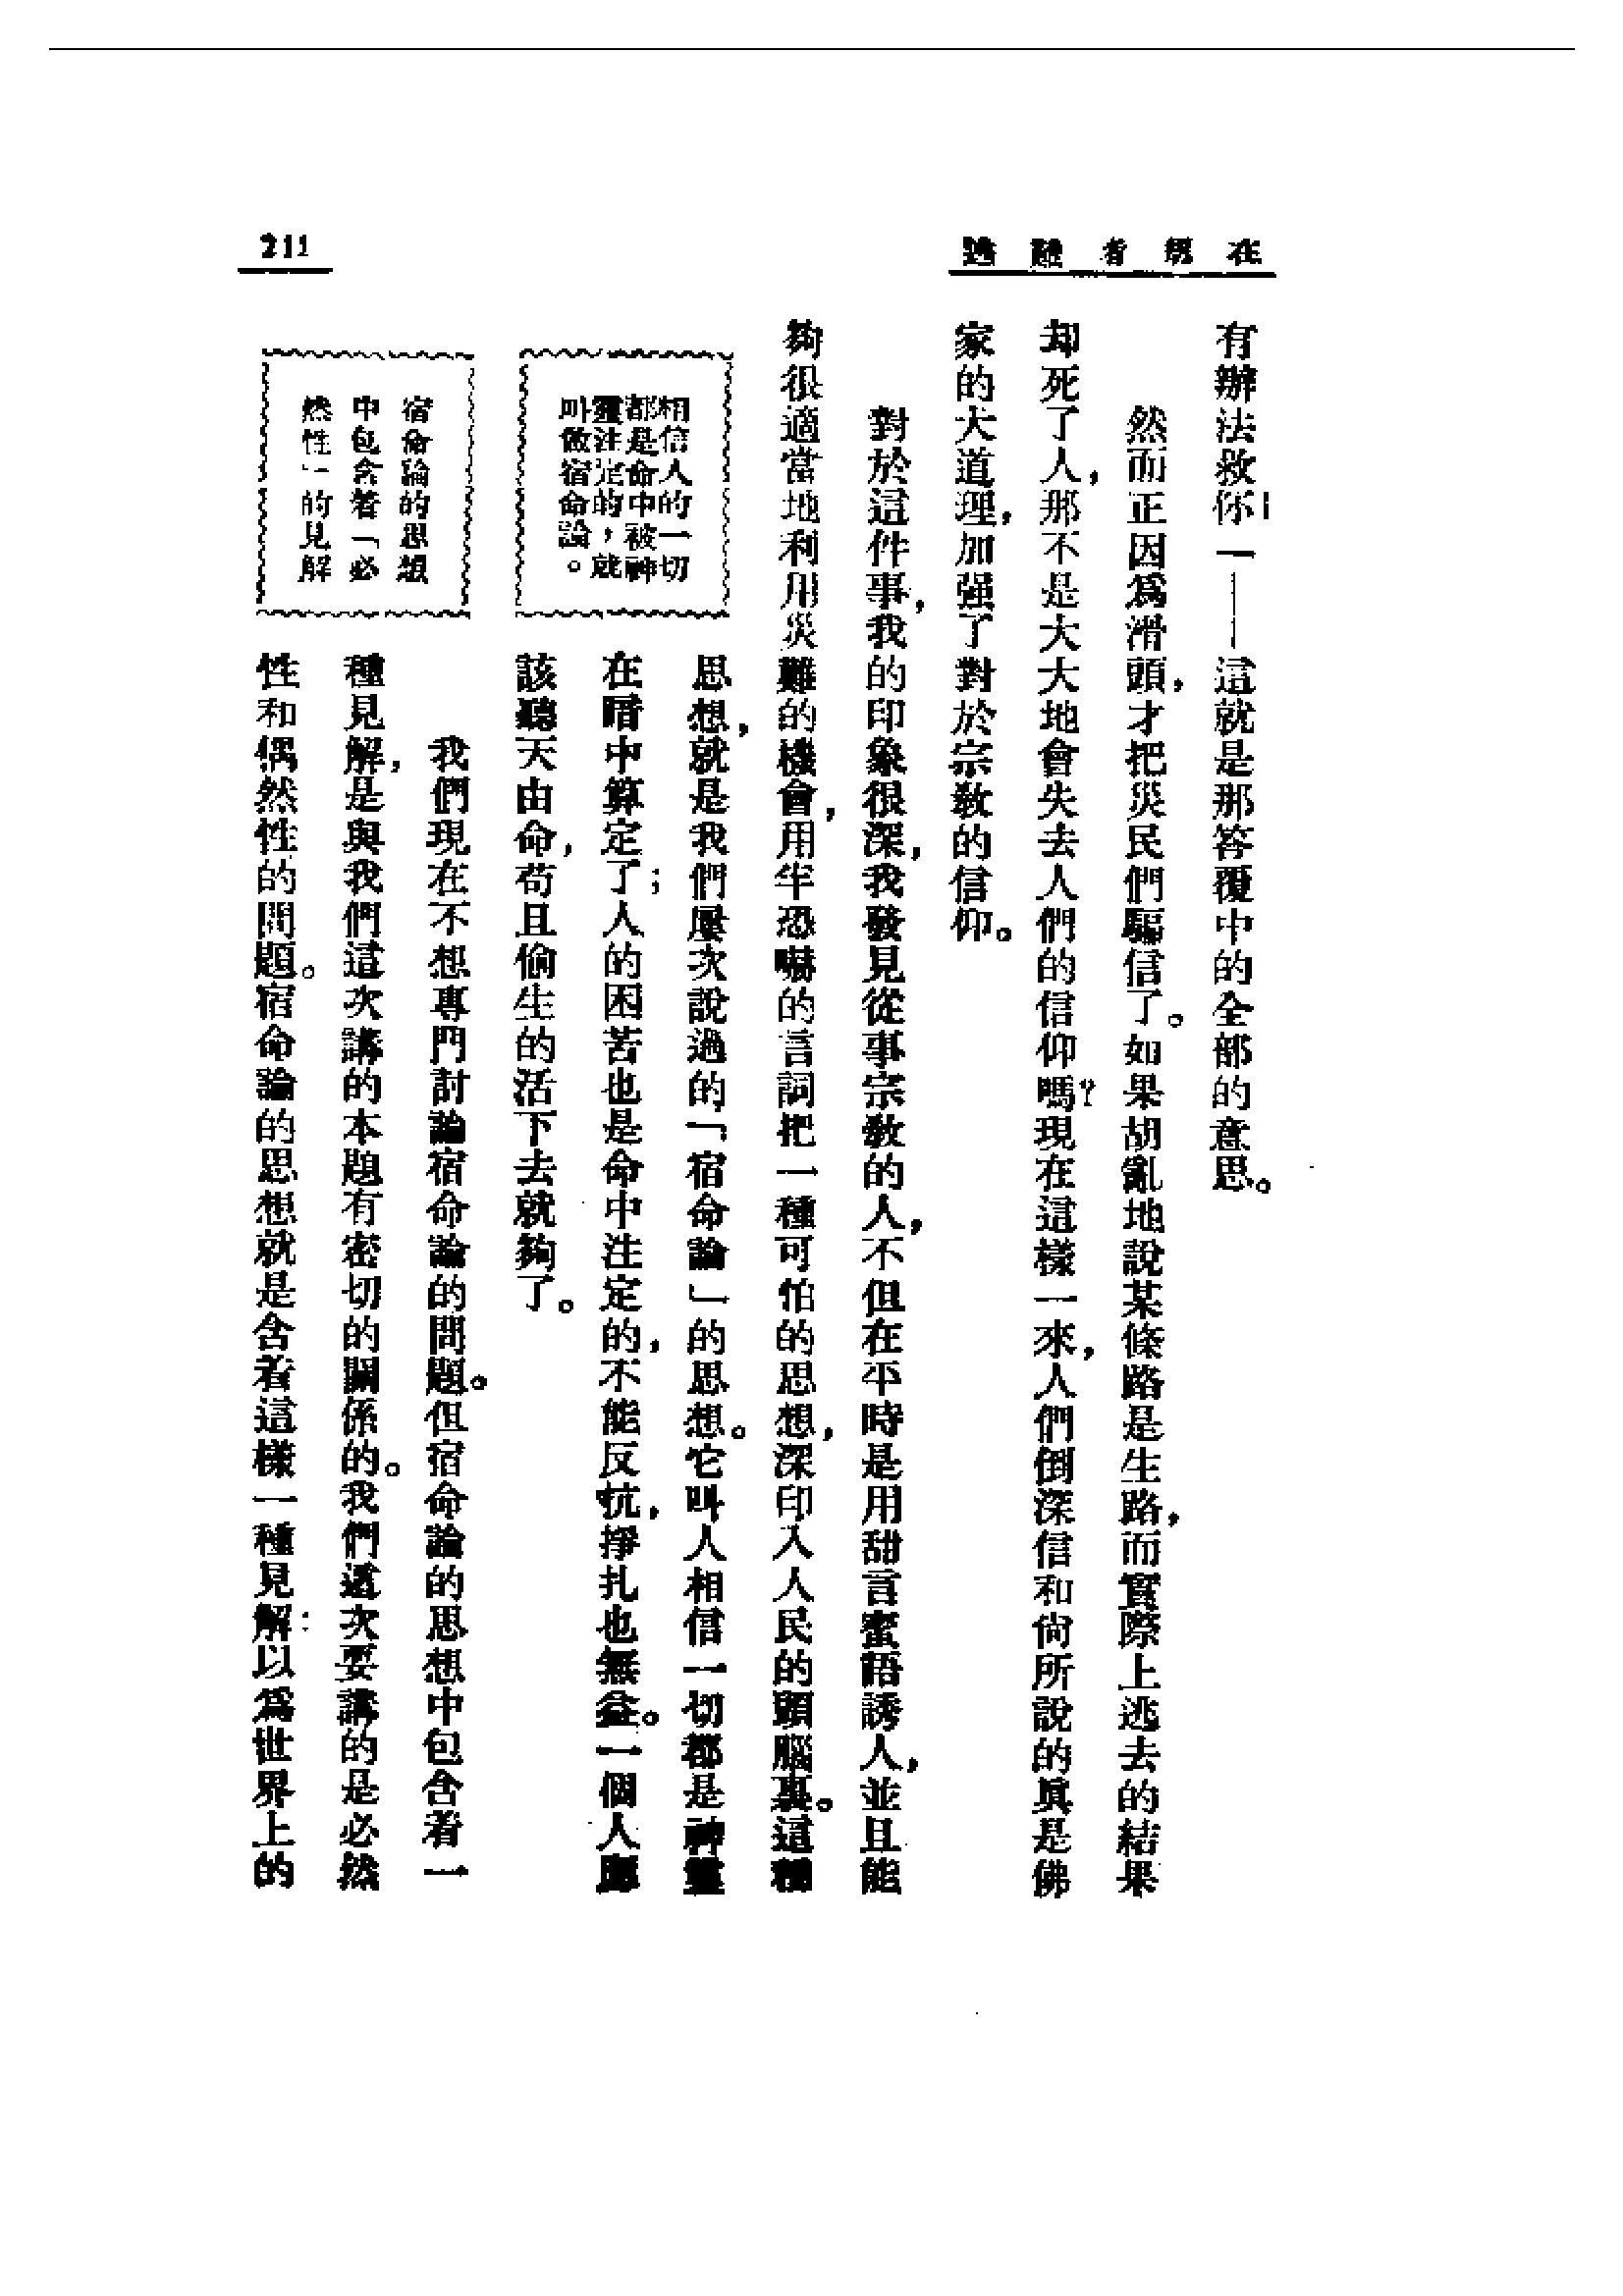 在劫者難逃
211
有辦法救你!——這就是那答覆中的全部的意思。
然而正因爲滑頭,才把災民們騙信了。如果胡亂地說某條路是生路,而實際上逃去的結果
却死了人,那不是大大地會失去人們的信仰嗎?現在這樣一來,人們倒深信和尙所說的眞是佛
家的大道理,加强了對於宗教的信仰。
對於這件事,我的印象很深,我發見從事宗教的人,不但在平時是用甜言蜜語誘人,並且能
夠很適當地利用災難的機會,用牢恐嚇的言詞把一種可怕的思想,深印入人民的頭腦裏。這種
相信人的一切
都是命中被神
靈注定的,就
叫做宿命論。
思想,就是我們屢次說過的「宿命論」的思想。它叫人相信一切都是神靈
在暗中算定了;人的困苦也是命中注定的,不能反抗,掙扎也無益。一個人應
該聽天由命,苟且偷生的活下去就夠了。
宿命論的思想
中包含着「必
然性」的見解
我們現在不想專門討論宿命論的問題。但宿命論的思想中包含着一
種見解,是與我們這次講的本題有密切的關係的。我們這次要講的是必然
性和偶然性的問題。宿命論的思想就是含着這樣一種見解:以爲世界上的